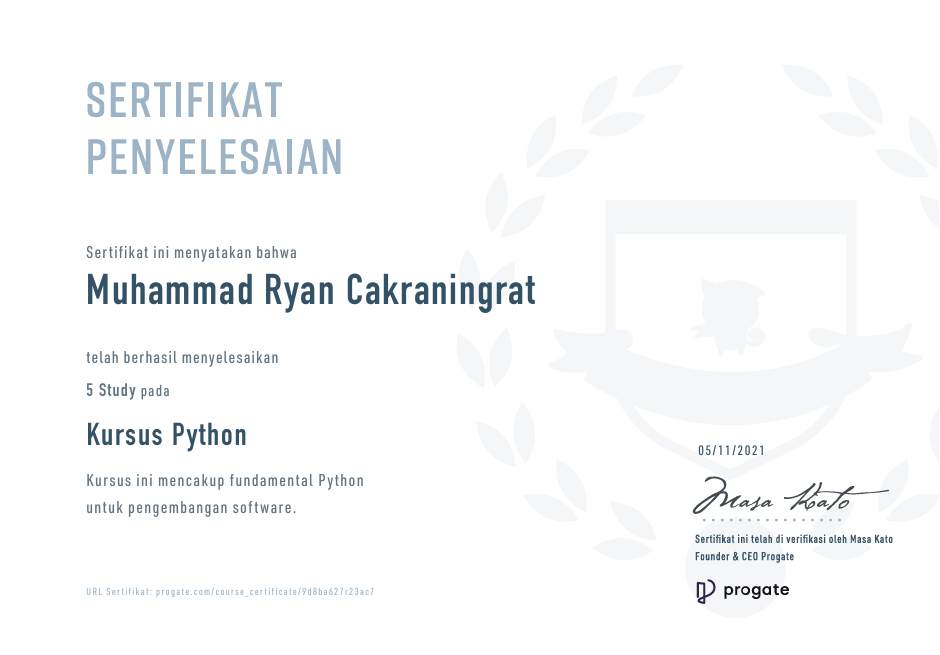 SERTIFIKAT
PENYELESAIAN
Sertifikat ini menyatakan bahwa
Muhammad Ryan Cakraningrat
telah berhasil menyelesaikan
5 Study pada
Kursus Python
Kursus ini mencakup fundamental Python
untuk pengembangan software.
05/11/2021
Masa Kato
Sertifikat ini telah di verifikasi oleh Masa Kato
Founder & CEO Progate
URL Sertifikat: progate.com/course_certificate/9d8ba627r23ac7
progate